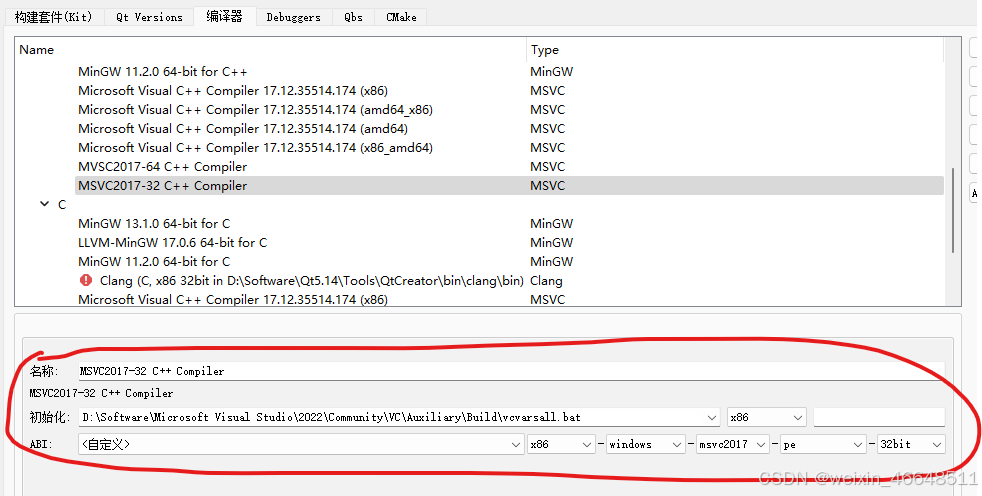 构建套件(Kit) Qt Versions 编译器 Debuggers Qbs CMake
Name Type
MinGW 11.2.0 64-bit for C++ MinGW
Microsoft Visual C++ Compiler 17.12.35514.174 (x86) MSVC
Microsoft Visual C++ Compiler 17.12.35514.174 (amd64_x86) MSVC
Microsoft Visual C++ Compiler 17.12.35514.174 (amd64) MSVC
Microsoft Visual C++ Compiler 17.12.35514.174 (x86_amd64) MSVC
MVSC2017-64 C++ Compiler MSVC
MSVC2017-32 C++ Compiler MSVC
C
MinGW 13.1.0 64-bit for C MinGW
LLVM-MinGW 17.0.6 64-bit for C MinGW
MinGW 11.2.0 64-bit for C MinGW
Clang (C, x86 32bit in D:\Software\Qt5.14\Tools\QtCreator\bin\clang\bin) Clang
Microsoft Visual C++ Compiler 17.12.35514.174 (x86) MSVC
名称: MSVC2017-32 C++ Compiler
MSVC2017-32 C++ Compiler
初始化: D:\Software\Microsoft Visual Studio\2022\Community\VC\Auxiliary\Build\vcvarsall.bat x86
ABI: <自定义> x86 - windows - msvc2017 - pe - 32bit
CSDN @weixin_46648511